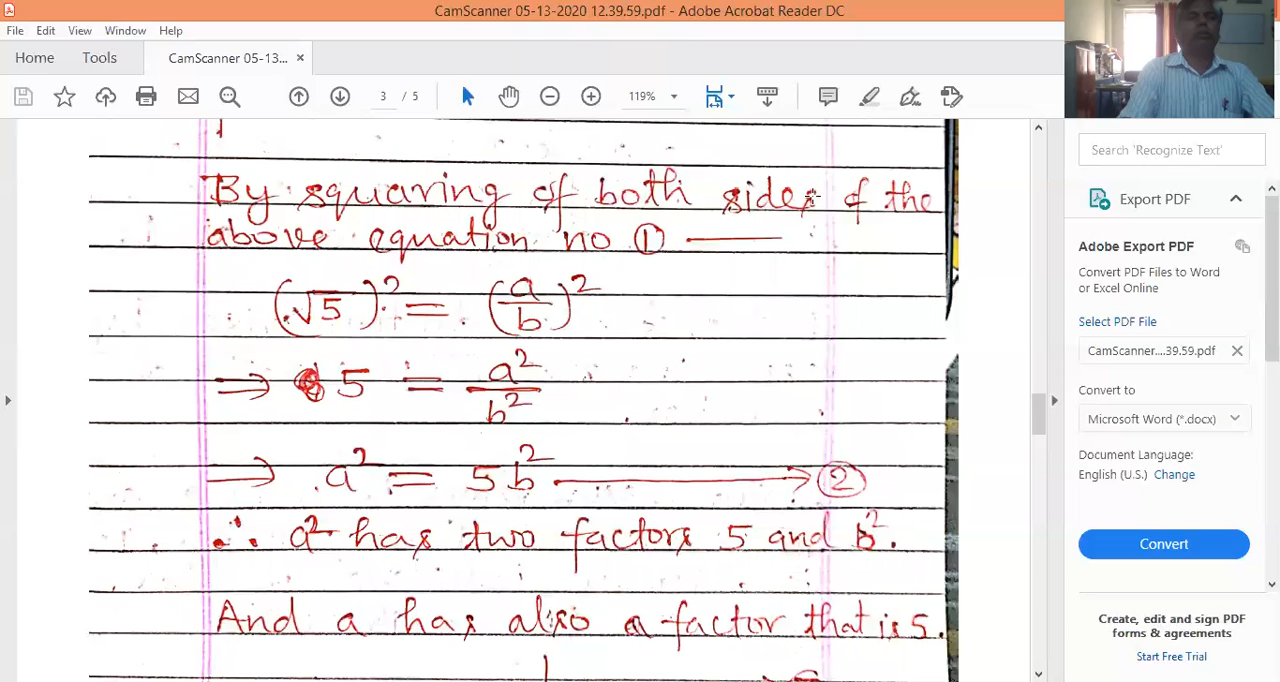 CamScanner 05-13-2020 12.39.59.pdf - Adobe Acrobat Reader DC
File Edit View Window Help
Home Tools CamScanner 05-13... ×
3 / 5 119%
By squaring of both sides of the
above equation no ①
(√5)² = (a/b)²
⇒ 5 = a²/b²
⇒ a² = 5b² → ②
∴ a² has two factors 5 and b².
And a has also a factor that is 5.
Search 'Recognize Text'
Export PDF
Adobe Export PDF
Convert PDF Files to Word
or Excel Online
Select PDF File
CamScanner....39.59.pdf
Convert to
Microsoft Word (*.docx)
Document Language:
English (U.S.) Change
Convert
Create, edit and sign PDF
forms & agreements
Start Free Trial